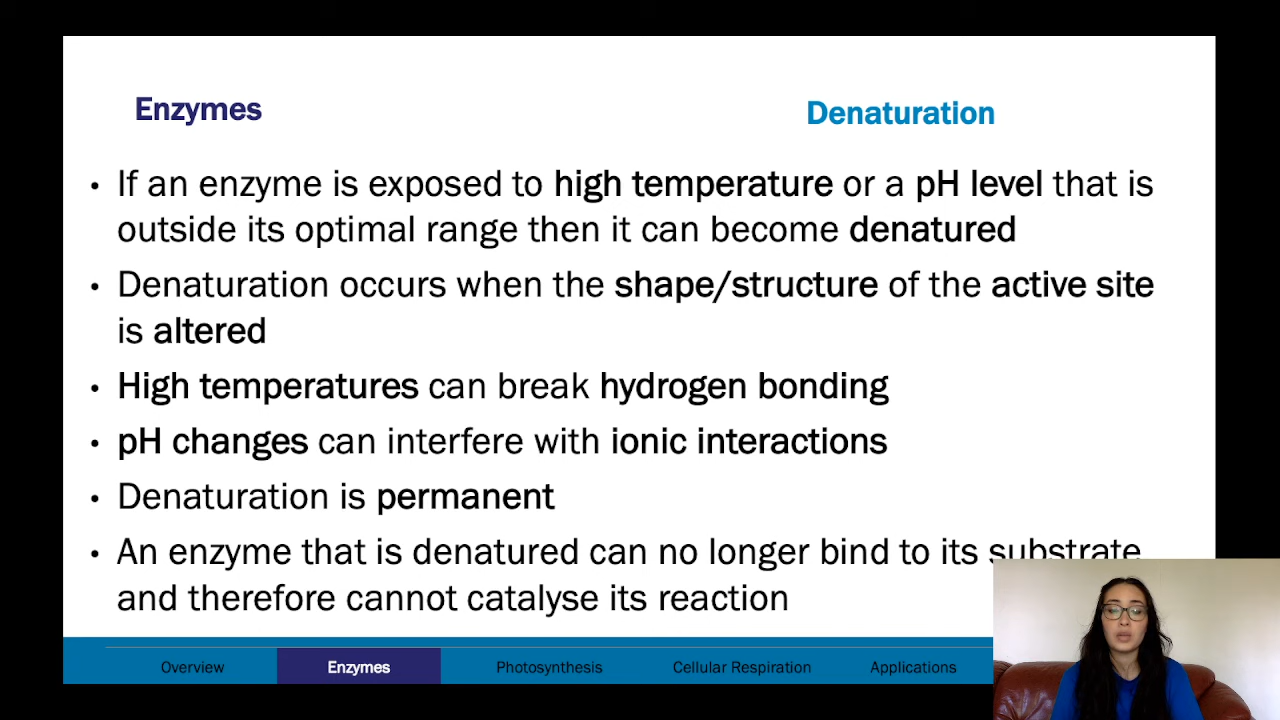 Enzymes
Denaturation
• If an enzyme is exposed to high temperature or a pH level that is
outside its optimal range then it can become denatured
• Denaturation occurs when the shape/structure of the active site
is altered
• High temperatures can break hydrogen bonding
• pH changes can interfere with ionic interactions
• Denaturation is permanent
• An enzyme that is denatured can no longer bind to its substrate
and therefore cannot catalyse its reaction
Overview Enzymes Photosynthesis Cellular Respiration Applications